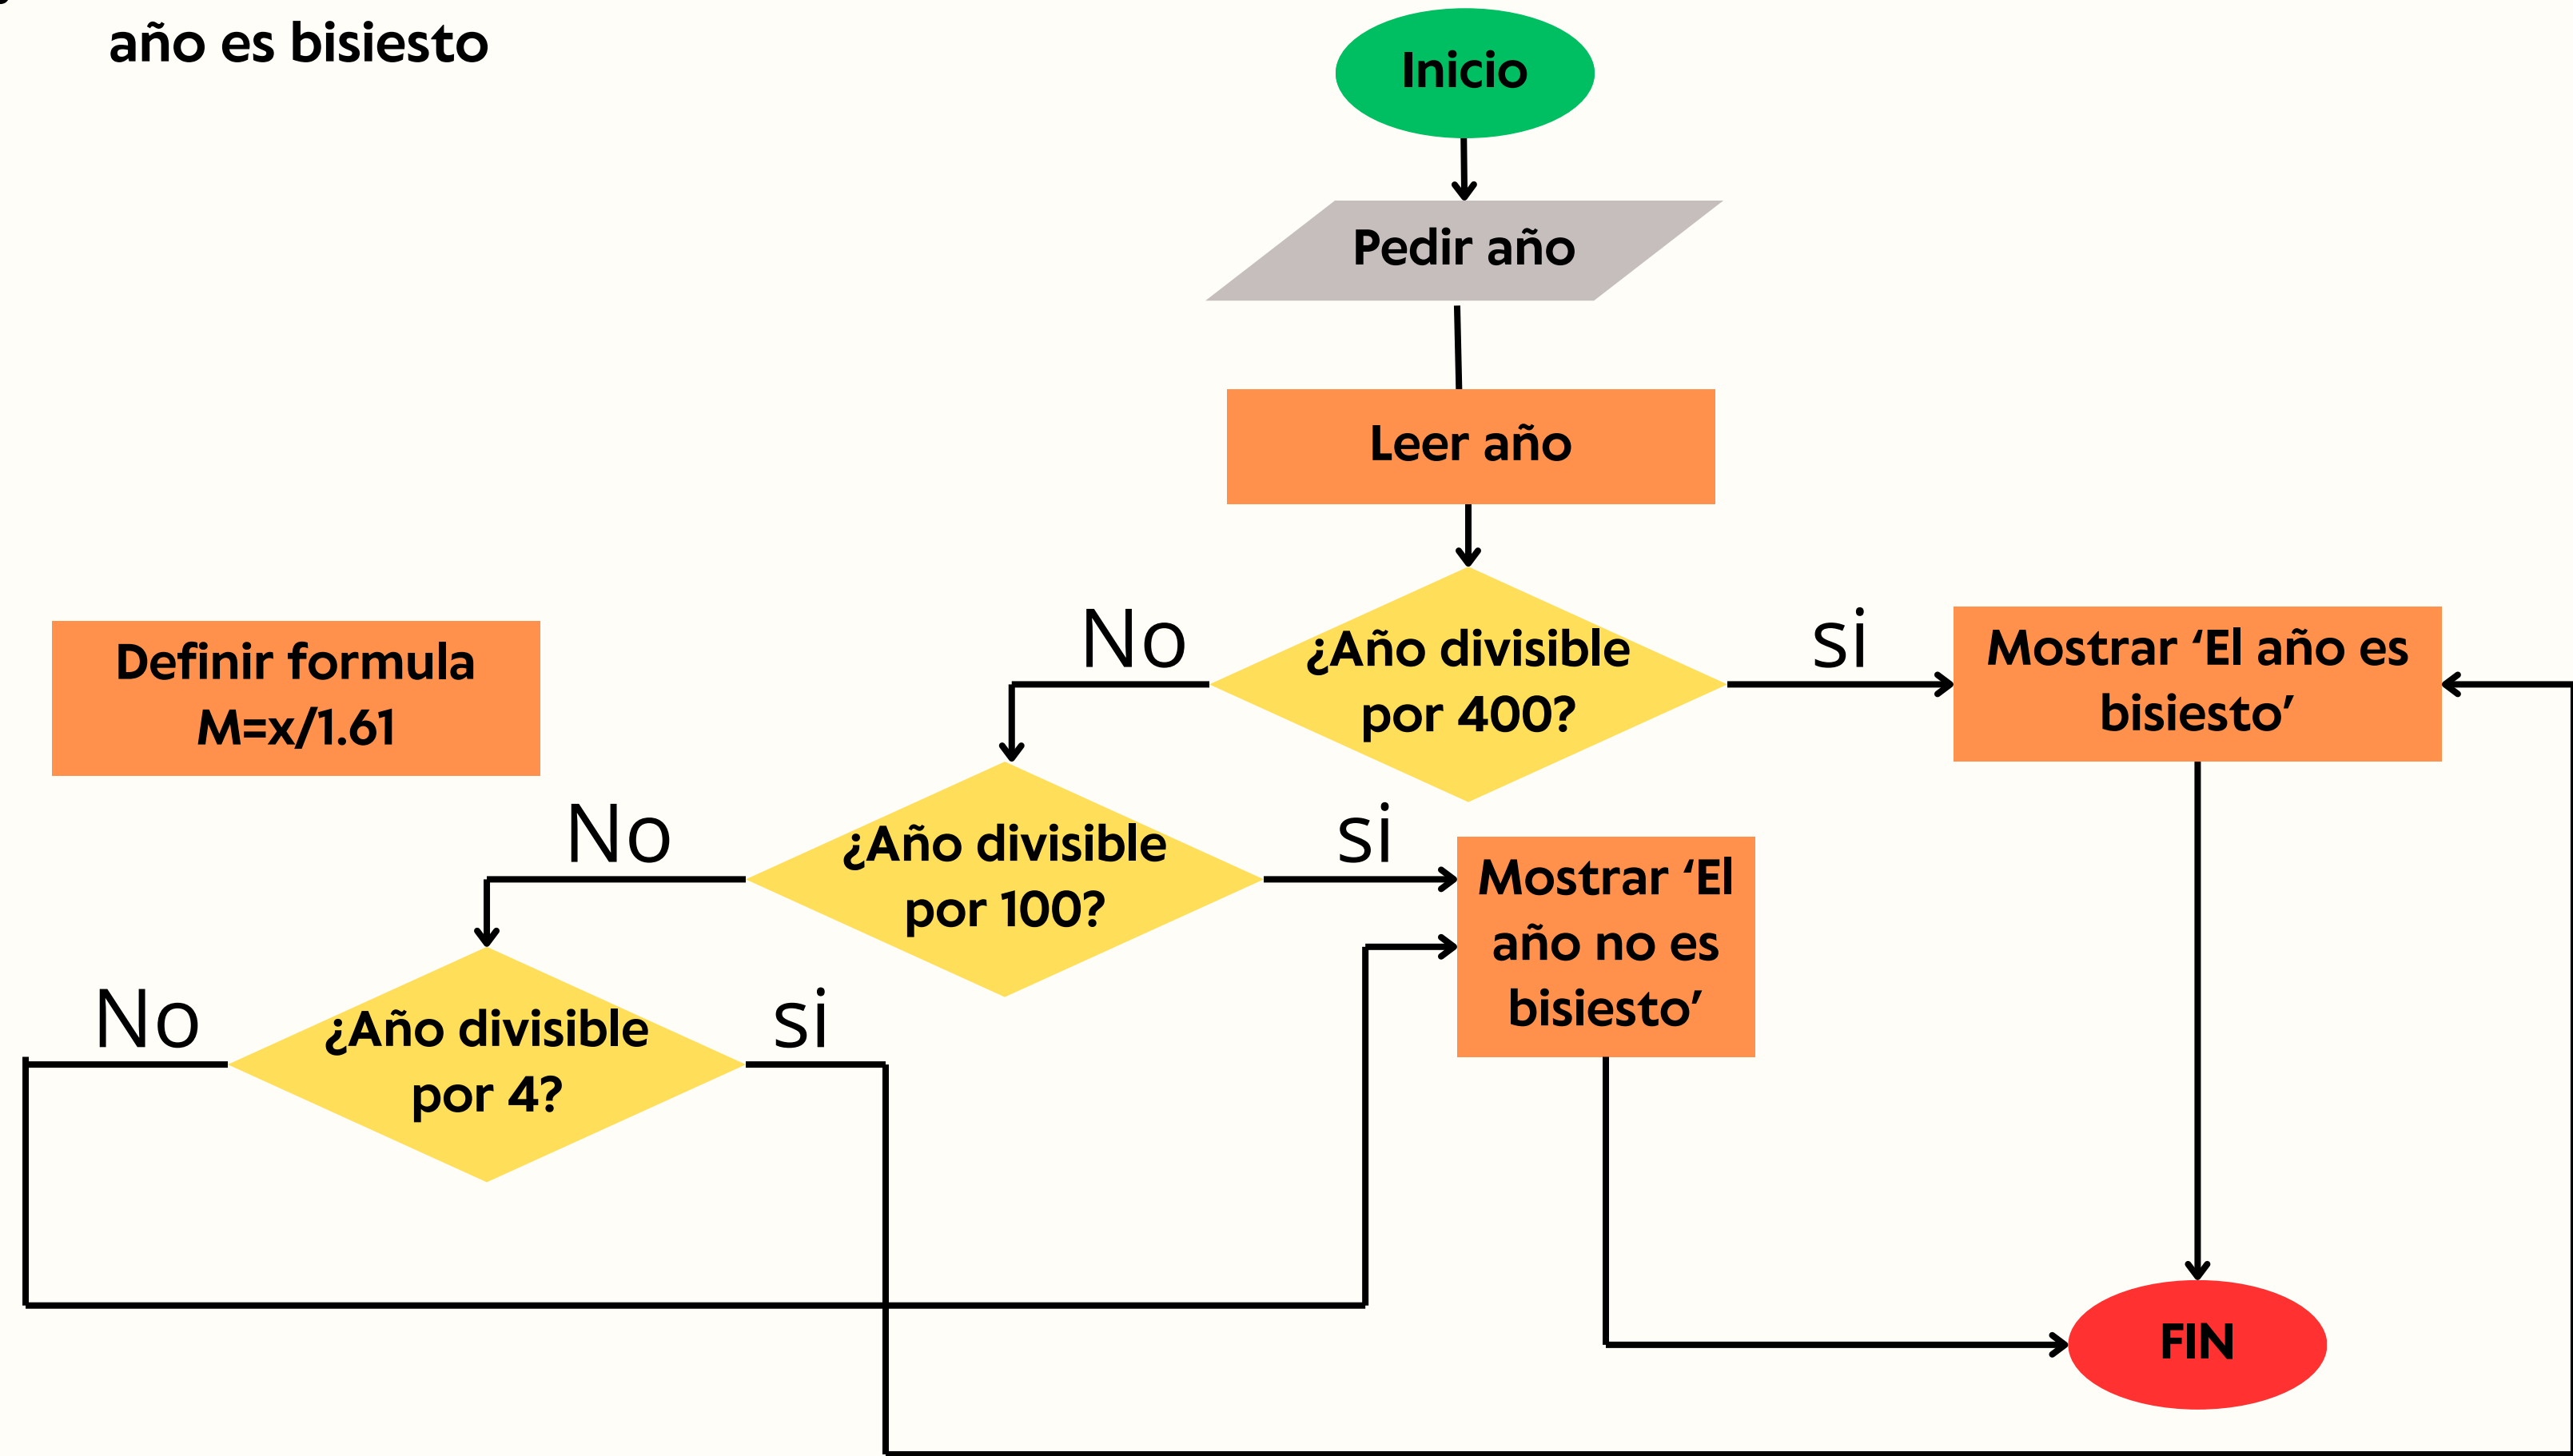 año es bisiesto
Inicio
Pedir año
Leer año
No
¿Año divisible
por 400?
si
Mostrar ‘El año es
bisiesto’
Definir formula
M=x/1.61
No
¿Año divisible
por 100?
si
Mostrar ‘El
año no es
bisiesto’
No
¿Año divisible
por 4?
si
FIN